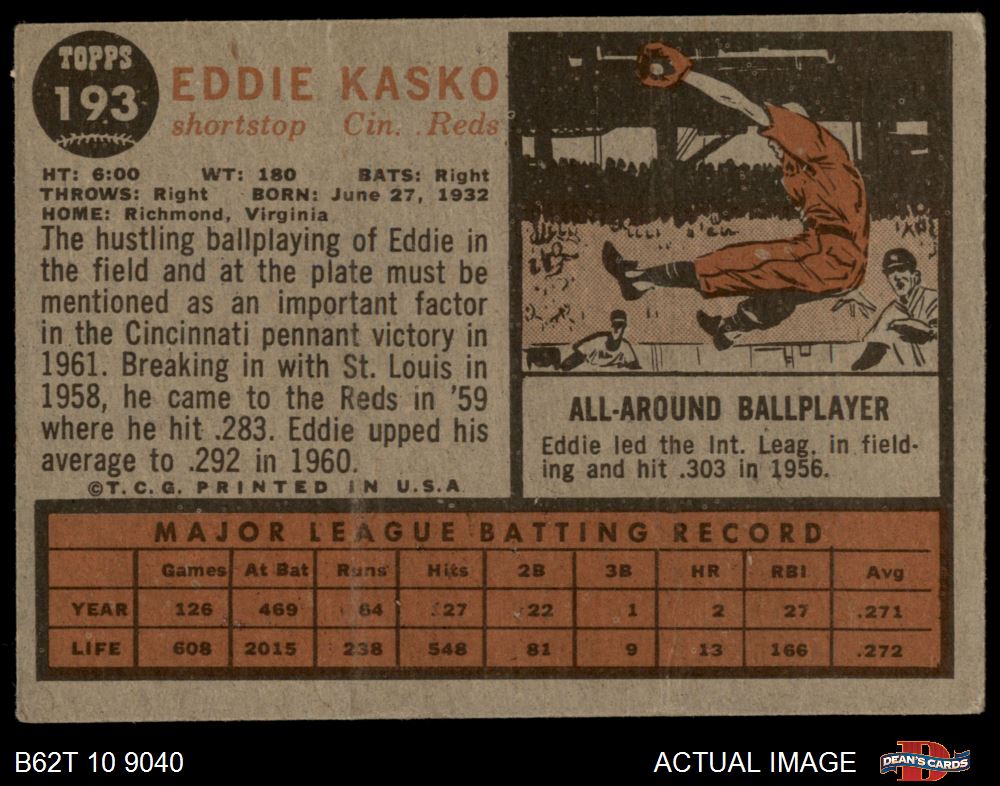 TOPPS
193
EDDIE KASKO
shortstop Cin. Reds
HT: 6:00 WT: 180 BATS: Right
THROWS: Right BORN: June 27, 1932
HOME: Richmond, Virginia
The hustling ballplaying of Eddie in
the field and at the plate must be
mentioned as an important factor
in the Cincinnati pennant victory in
1961. Breaking in with St. Louis in
1958, he came to the Reds in '59
where he hit .283. Eddie upped his
average to .292 in 1960.
©T.C.G. PRINTED IN U.S.A.
ALL-AROUND BALLPLAYER
Eddie led the Int. Leag. in field-
ing and hit .303 in 1956.
MAJOR LEAGUE BATTING RECORD
Games At Bat Runs Hits 2B 3B HR RBI Avg
YEAR 126 469 64 127 22 1 2 27 .271
LIFE 608 2015 238 548 81 9 13 166 .272
B62T 10 9040
ACTUAL IMAGE
DEAN'S CARDS